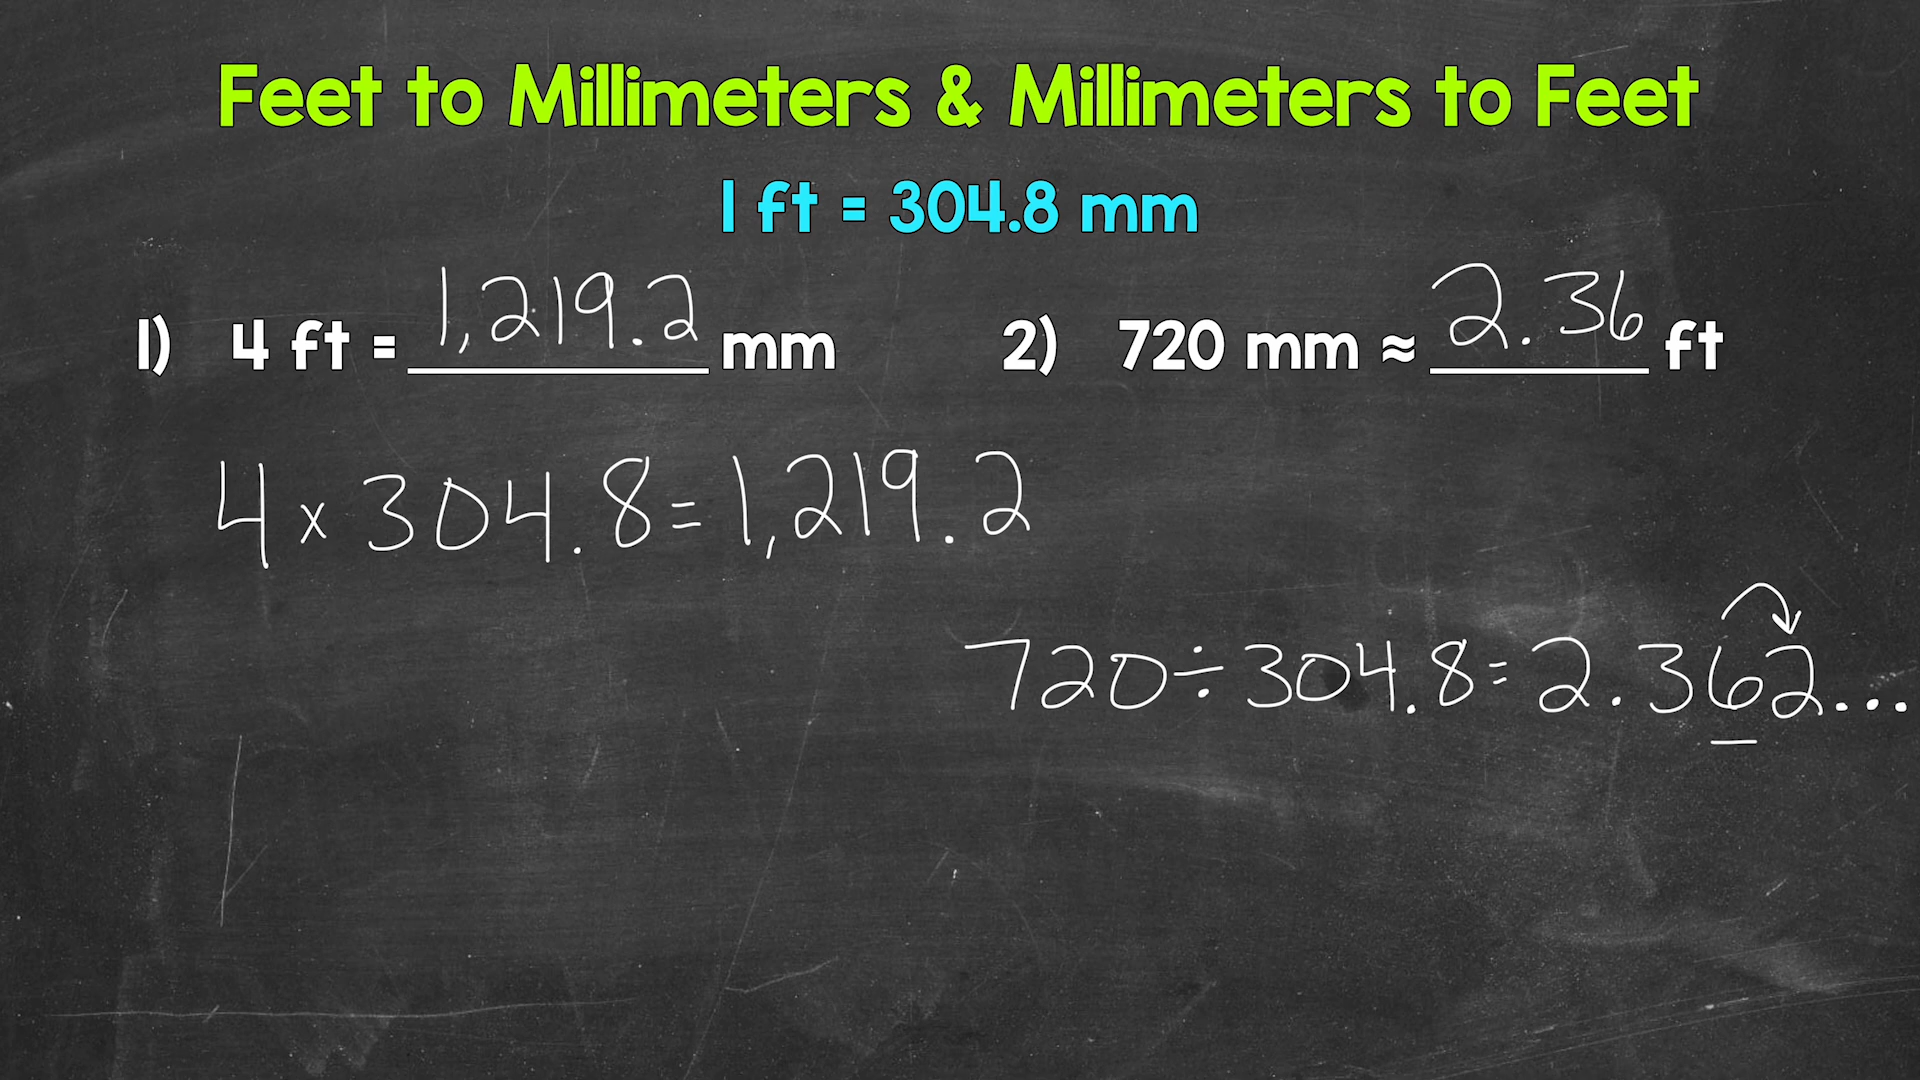 Feet to Millimeters & Millimeters to Feet
1 ft = 304.8 mm
1) 4 ft = 1,219.2 mm
2) 720 mm ≈ 2.36 ft
4 x 304.8 = 1,219.2
720 ÷ 304.8 = 2.362...